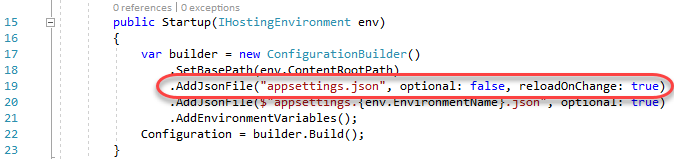 0 references | 0 exceptions
15 public Startup(IHostingEnvironment env)
16 {
17 var builder = new ConfigurationBuilder()
18 .SetBasePath(env.ContentRootPath)
19 .AddJsonFile("appsettings.json", optional: false, reloadOnChange: true)
20 .AddJsonFile($"appsettings.{env.EnvironmentName}.json", optional: true)
21 .AddEnvironmentVariables();
22 Configuration = builder.Build();
23 }